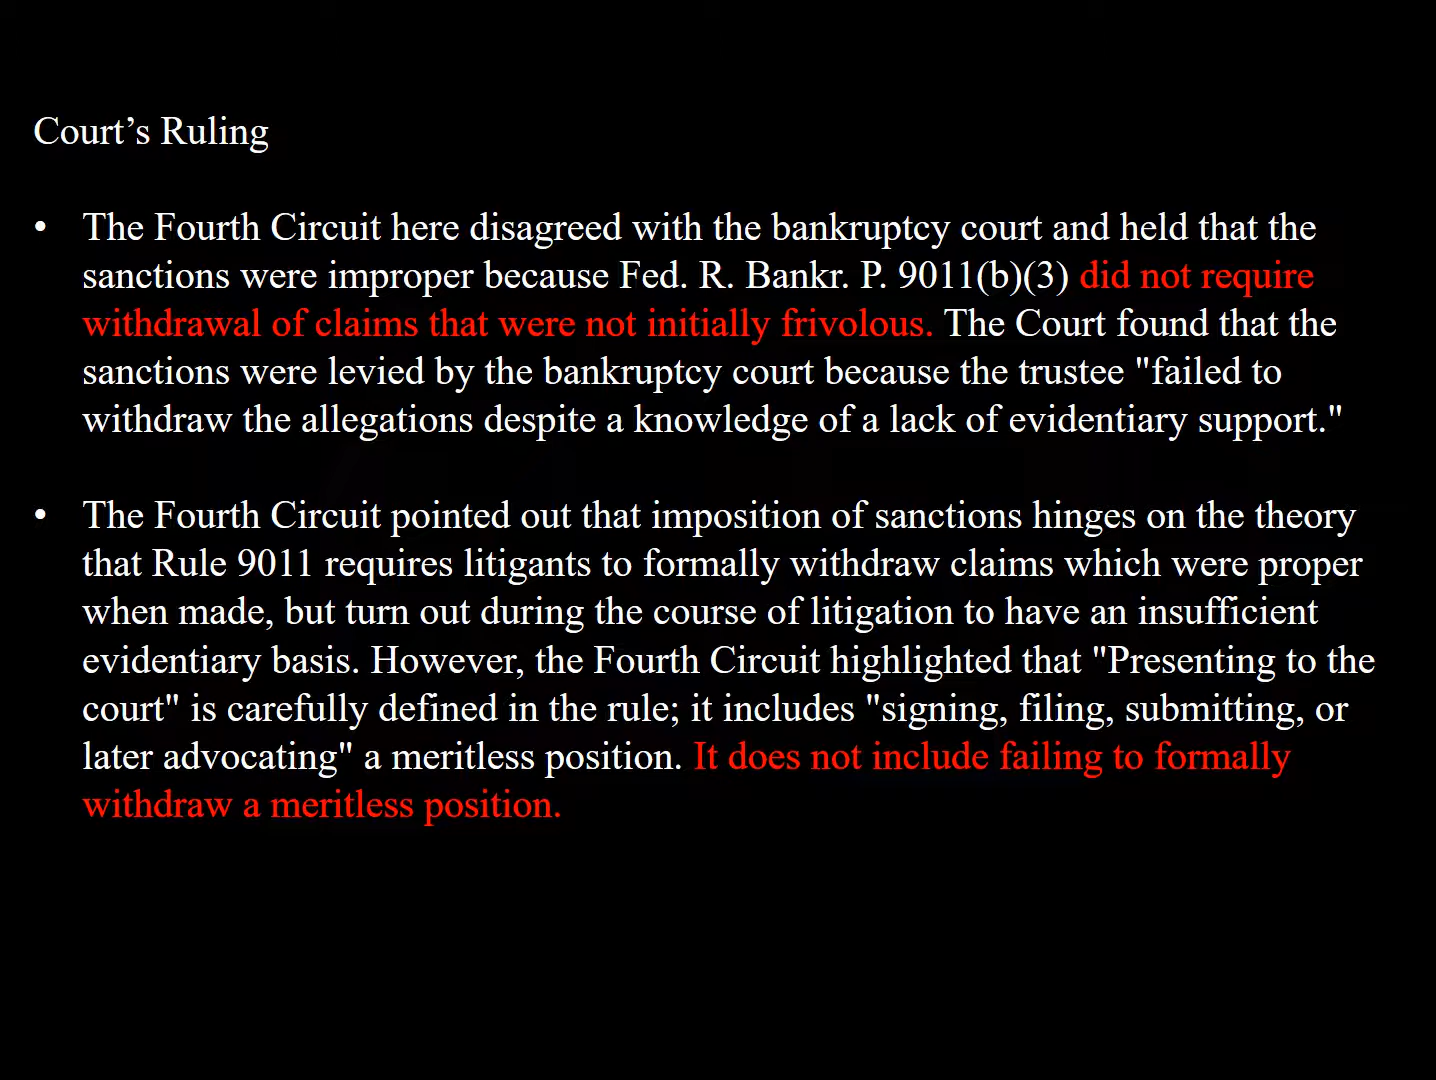 Court’s Ruling
• The Fourth Circuit here disagreed with the bankruptcy court and held that the
sanctions were improper because Fed. R. Bankr. P. 9011(b)(3) did not require
withdrawal of claims that were not initially frivolous. The Court found that the
sanctions were levied by the bankruptcy court because the trustee "failed to
withdraw the allegations despite a knowledge of a lack of evidentiary support."
• The Fourth Circuit pointed out that imposition of sanctions hinges on the theory
that Rule 9011 requires litigants to formally withdraw claims which were proper
when made, but turn out during the course of litigation to have an insufficient
evidentiary basis. However, the Fourth Circuit highlighted that "Presenting to the
court" is carefully defined in the rule; it includes "signing, filing, submitting, or
later advocating" a meritless position. It does not include failing to formally
withdraw a meritless position.